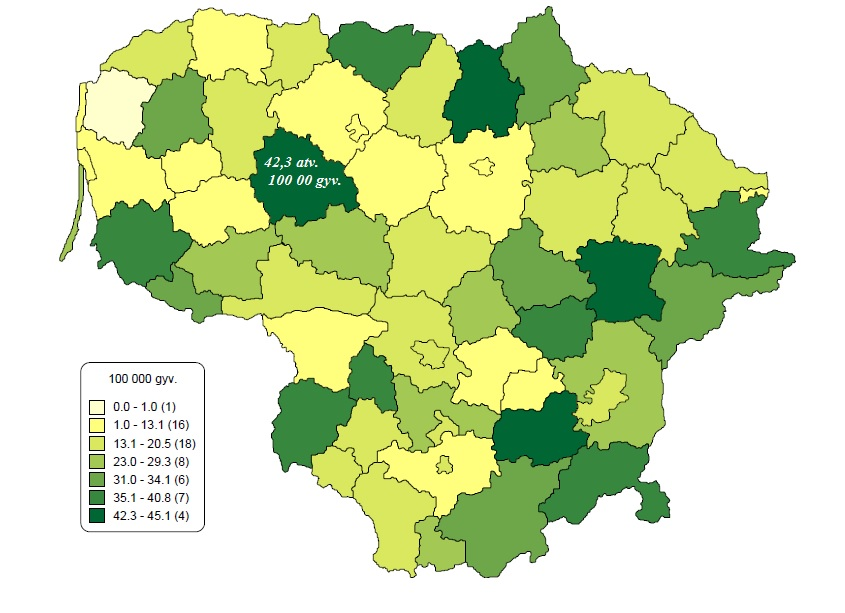 42,3 atv.
100 00 gyv.
100 000 gyv.
0.0 - 1.0 (1)
1.0 - 13.1 (16)
13.1 - 20.5 (18)
23.0 - 29.3 (8)
31.0 - 34.1 (6)
35.1 - 40.8 (7)
42.3 - 45.1 (4)